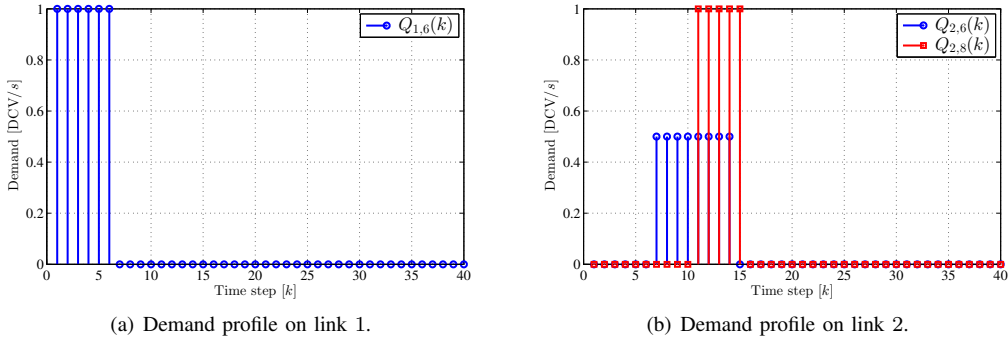 Q1,6(k)
Demand [DCV/s]
1
0.8
0.6
0.4
0.2
0
0 5 10 15 20 25 30 35 40
Time step [k]
(a) Demand profile on link 1.
Q2,6(k)
Q2,8(k)
Demand [DCV/s]
1
0.8
0.6
0.4
0.2
0
0 5 10 15 20 25 30 35 40
Time step [k]
(b) Demand profile on link 2.